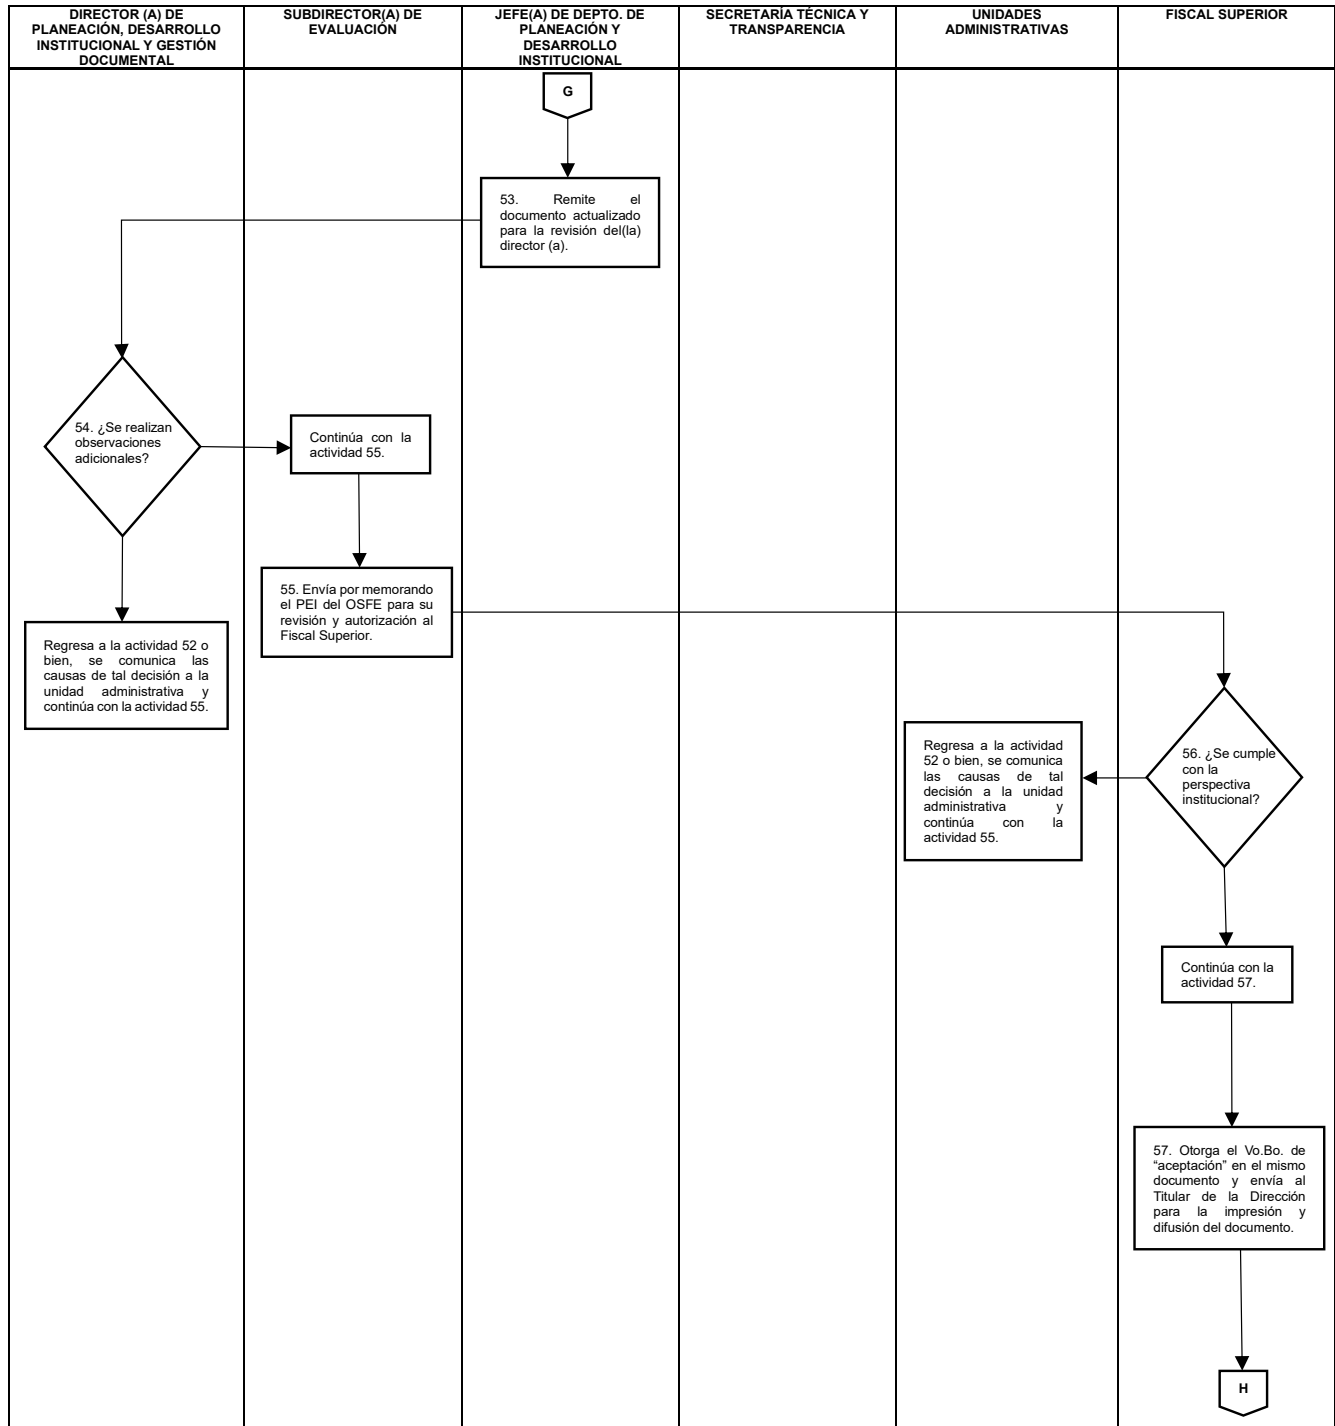 DIRECTOR (A) DE
PLANEACIÓN, DESARROLLO
INSTITUCIONAL Y GESTIÓN
DOCUMENTAL
SUBDIRECTOR(A) DE
EVALUACIÓN
JEFE(A) DE DEPTO. DE
PLANEACIÓN Y
DESARROLLO
INSTITUCIONAL
SECRETARÍA TÉCNICA Y
TRANSPARENCIA
UNIDADES
ADMINISTRATIVAS
FISCAL SUPERIOR
G
53. Remite el
documento actualizado
para la revisión del(la)
director (a).
54. ¿Se realizan
observaciones
adicionales?
Continúa con la
actividad 55.
Regresa a la actividad 52 o
bien, se comunica las
causas de tal decisión a la
unidad administrativa y
continúa con la actividad 55.
55. Envía por memorando
el PEI del OSFE para su
revisión y autorización al
Fiscal Superior.
56. ¿Se cumple
con la
perspectiva
institucional?
Regresa a la actividad
52 o bien, se comunica
las causas de tal
decisión a la unidad
administrativa y
continúa con la
actividad 55.
Continúa con la
actividad 57.
57. Otorga el Vo.Bo. de
“aceptación” en el mismo
documento y envía al
Titular de la Dirección
para la impresión y
difusión del documento.
H